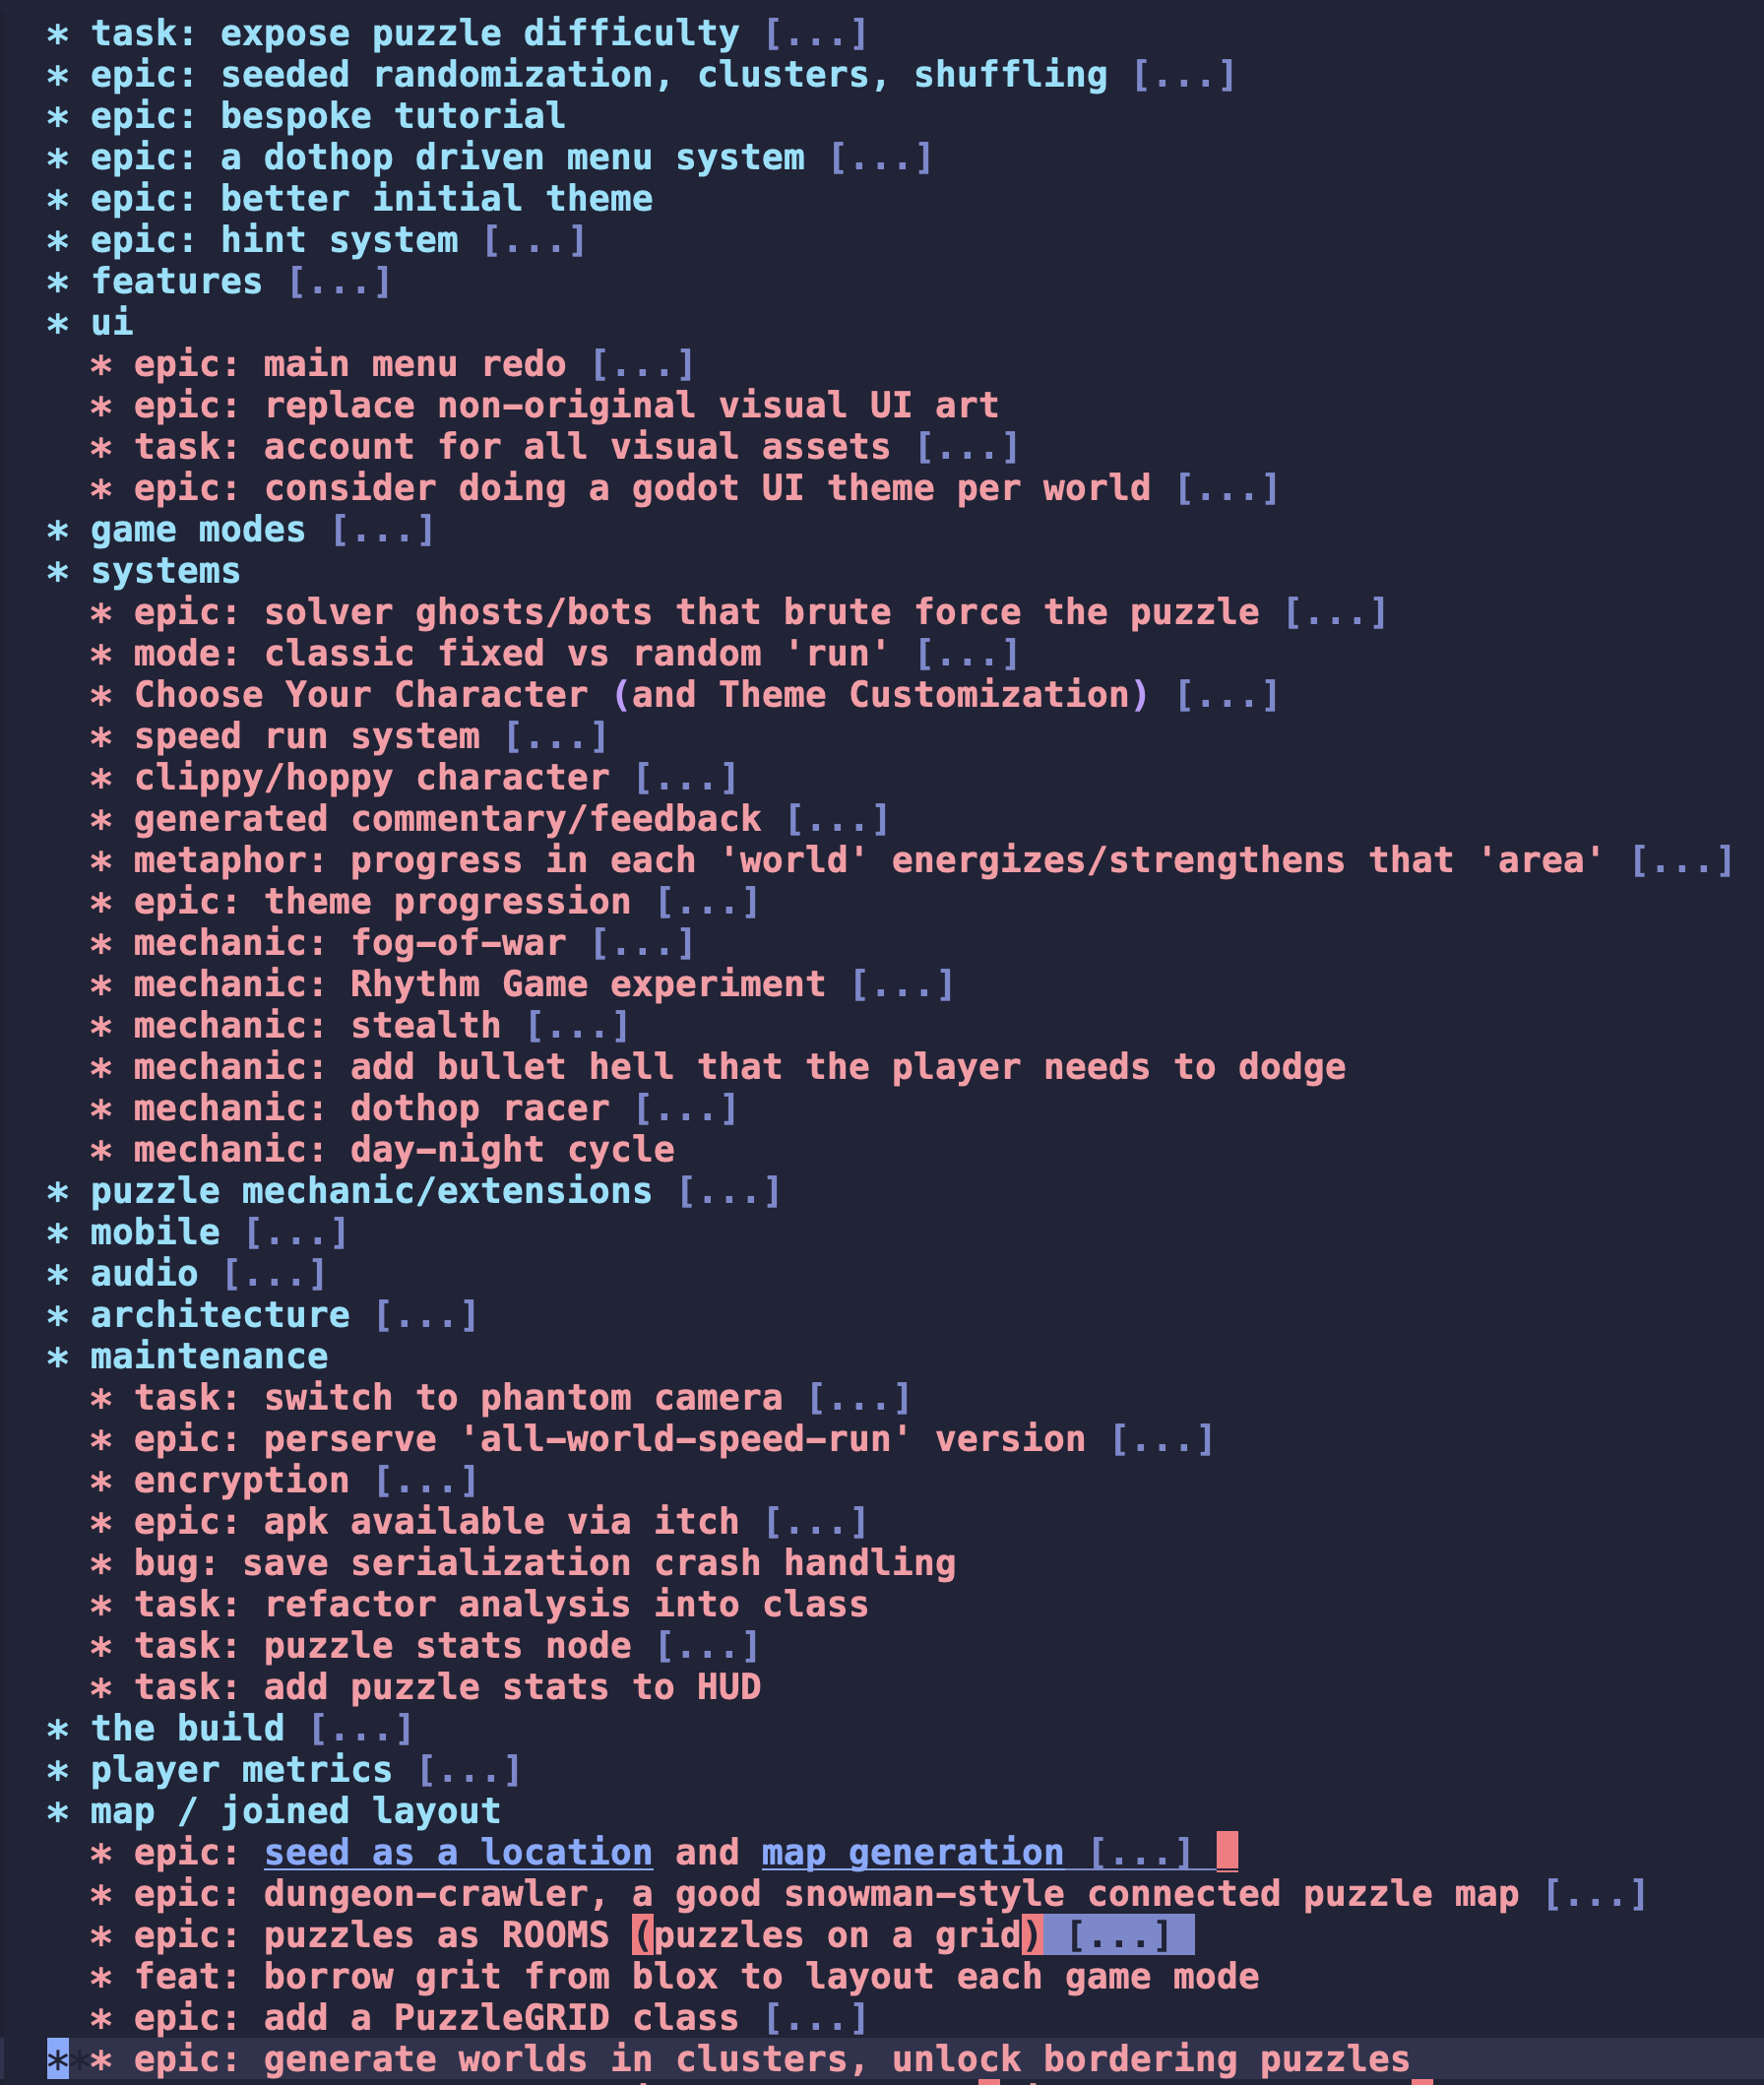 * task: expose puzzle difficulty [...]
* epic: seeded randomization, clusters, shuffling [...]
* epic: bespoke tutorial
* epic: a dothop driven menu system [...]
* epic: better initial theme
* epic: hint system [...]
* features [...]
* ui
* epic: main menu redo [...]
* epic: replace non-original visual UI art
* task: account for all visual assets [...]
* epic: consider doing a godot UI theme per world [...]
* game modes [...]
* systems
* epic: solver ghosts/bots that brute force the puzzle [...]
* mode: classic fixed vs random 'run' [...]
* Choose Your Character (and Theme Customization) [...]
* speed run system [...]
* clippy/hoppy character [...]
* generated commentary/feedback [...]
* metaphor: progress in each 'world' energizes/strengthens that 'area' [...]
* epic: theme progression [...]
* mechanic: fog-of-war [...]
* mechanic: Rhythm Game experiment [...]
* mechanic: stealth [...]
* mechanic: add bullet hell that the player needs to dodge
* mechanic: dothop racer [...]
* mechanic: day-night cycle
* puzzle mechanic/extensions [...]
* mobile [...]
* audio [...]
* architecture [...]
* maintenance
* task: switch to phantom camera [...]
* epic: perserve 'all-world-speed-run' version [...]
* encryption [...]
* epic: apk available via itch [...]
* bug: save serialization crash handling
* task: refactor analysis into class
* task: puzzle stats node [...]
* task: add puzzle stats to HUD
* the build [...]
* player metrics [...]
* map / joined layout
* epic: seed as a location and map generation [...]
* epic: dungeon-crawler, a good snowman-style connected puzzle map [...]
* epic: puzzles as ROOMS (puzzles on a grid) [...]
* feat: borrow grit from blox to layout each game mode
* epic: add a PuzzleGRID class [...]
*** epic: generate worlds in clusters, unlock bordering puzzles